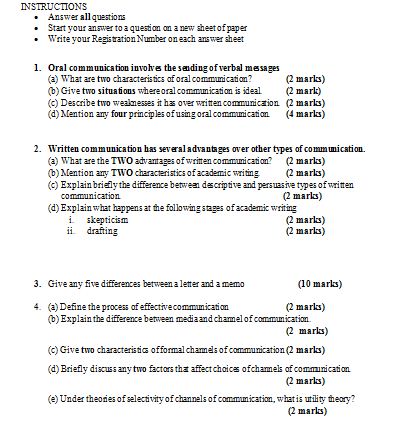 INSTRUCTIONS
• Answer all questions
• Start your answer to a question on a new sheet of paper
• Write your Registration Number on each answer sheet
1. Oral communication involves the sending of verbal messages
(a) What are two characteristics of oral communication? (2 marks)
(b) Give two situations where oral communication is ideal. (2 mark)
(c) Describe two weaknesses it has over written communication. (2 marks)
(d) Mention any four principles of using oral communication. (4 marks)
2. Written communication has several advantages over other types of communication.
(a) What are the TWO advantages of written communication? (2 marks)
(b) Mention any TWO characteristics of academic writing. (2 marks)
(c) Explain briefly the difference between descriptive and persuasive types of written
communication. (2 marks)
(d) Explain what happens at the following stages of academic writing
i. skepticism (2 marks)
ii. drafting (2 marks)
3. Give any five differences between a letter and a memo (10 marks)
4. (a) Define the process of effective communication (2 marks)
(b) Explain the difference between media and channel of communication.
(2 marks)
(c) Give two characteristics of formal channels of communication (2 marks)
(d) Briefly discuss any two factors that affect choices of channels of communication.
(2 marks)
(e) Under theories of selectivity of channels of communication, what is utility theory?
(2 marks)